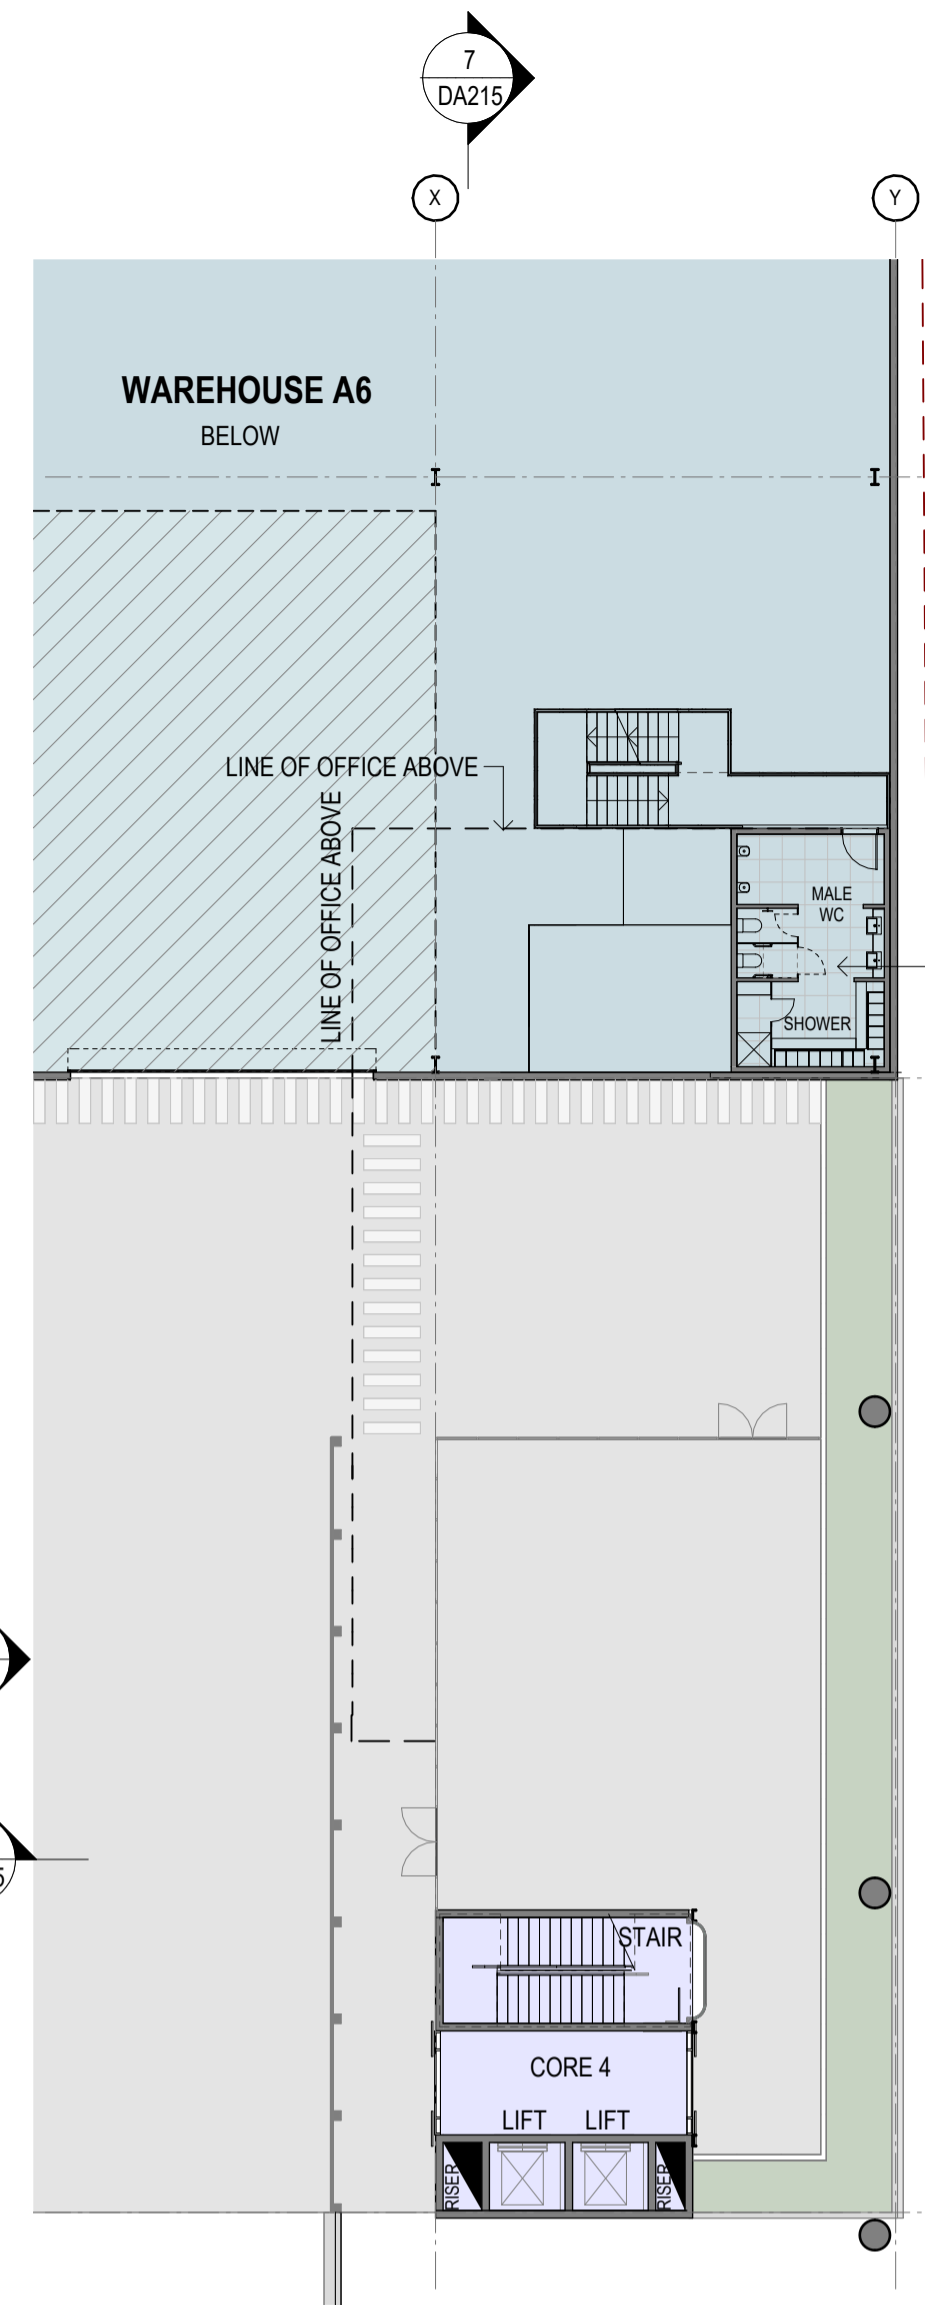 7
DA215
X
Y
WAREHOUSE A6
BELOW
LINE OF OFFICE ABOVE
LINE OF OFFICE ABOVE
MALE
WC
SHOWER
5
STAIR
CORE 4
LIFT
LIFT
RISER
RISER